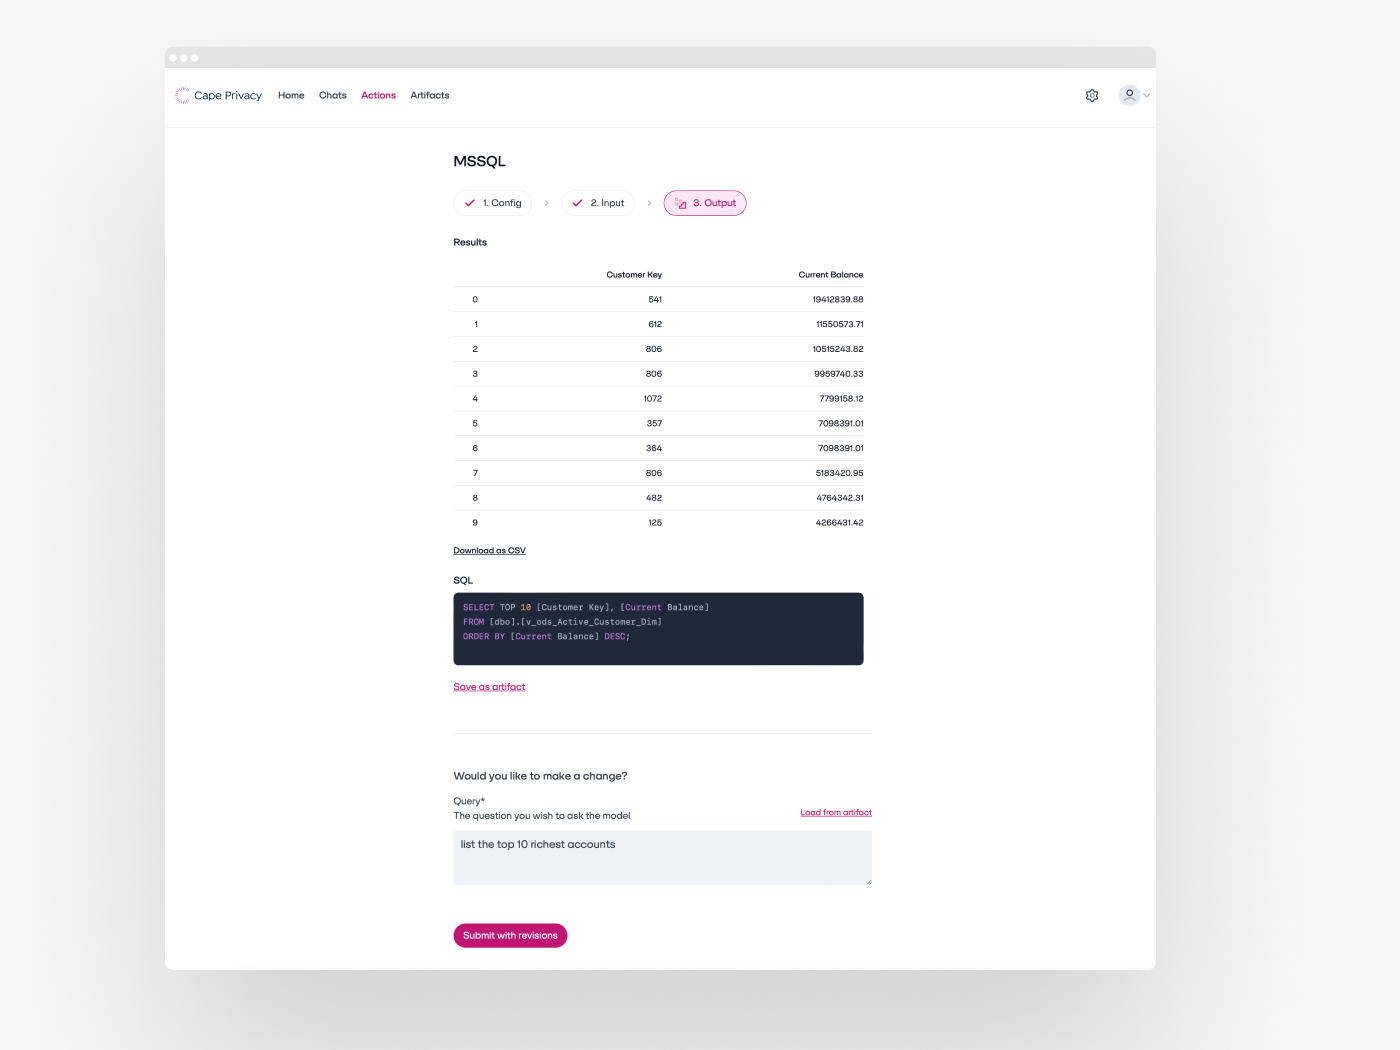 Cape Privacy Home Chats Actions Artifacts
MSSQL
1. Config 2. Input 3. Output
Results
Customer Key Current Balance
0 541 19412839.88
1 612 11550573.71
2 806 10515243.82
3 806 9959740.33
4 1072 7799158.12
5 357 7098391.01
6 364 7098391.01
7 806 5183420.95
8 482 4764342.31
9 125 4266431.42
Download as CSV
SQL
SELECT TOP 10 [Customer Key], [Current Balance]
FROM [dbo].[v_ods_Active_Customer_Dim]
ORDER BY [Current Balance] DESC;
Save as artifact
Would you like to make a change?
Query*
The question you wish to ask the model
Load from artifact
list the top 10 richest accounts
Submit with revisions